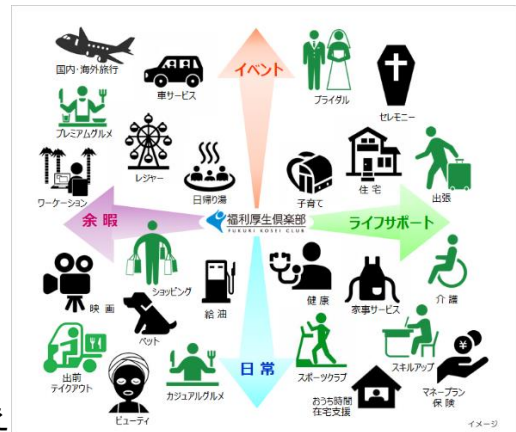 イベント
国内・海外旅行
車サービス
ブライダル
セレモニー
プレミアムグルメ
レジャー
日帰り湯
子育て
住宅
出張
ワーケーション
余暇
福利厚生倶楽部
FUKURI KOSEI CLUB
ライフサポート
映画
ショッピング
ペット
給油
健康
家事サービス
介護
出前
テイクアウト
ビューティ
カジュアルグルメ
日常
スポーツクラブ
おうち時間
在宅支援
スキルアップ
¥
マネープラン
保険
イメージ